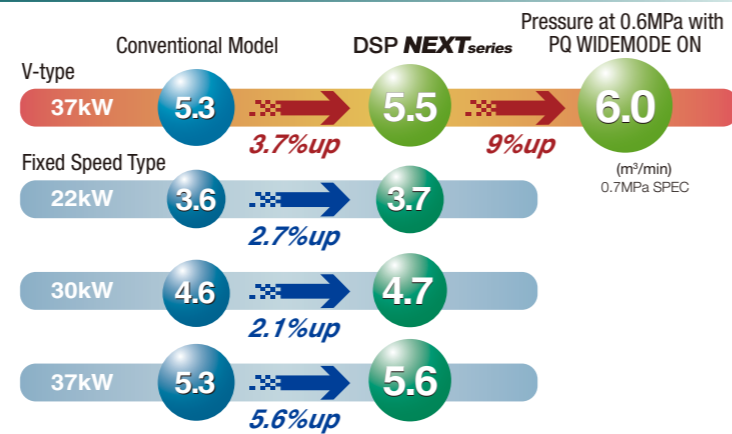 Pressure at 0.6MPa with
Conventional Model DSP NEXTseries PQ WIDEMODE ON
V-type
37kW 5.3 5.5 6.0
3.7%up 9%up
Fixed Speed Type
(m³/min)
22kW 3.6 3.7 0.7MPa SPEC
2.7%up
30kW 4.6 4.7
2.1%up
37kW 5.3 5.6
5.6%up